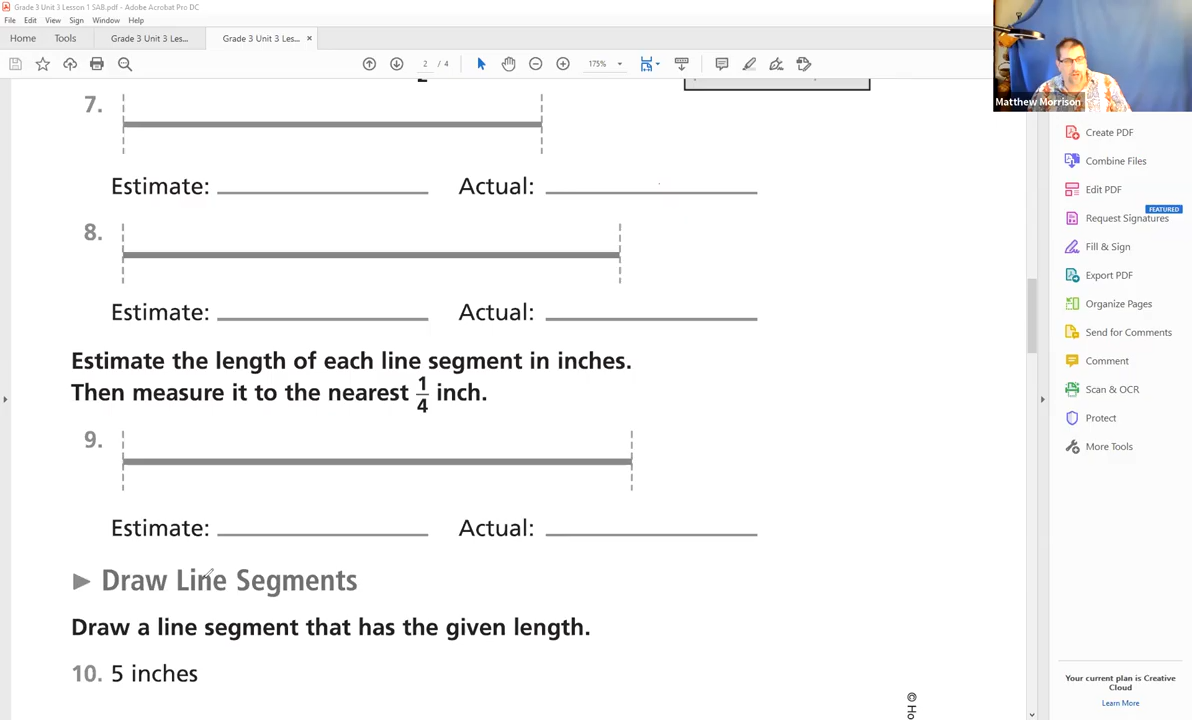 Grade 3 Unit 3 Lesson 1 SAB.pdf - Adobe Acrobat Pro DC
File Edit View Sign Window Help
Home Tools Grade 3 Unit 3 Les... Grade 3 Unit 3 Les... ×
2 / 4 175%
Matthew Morrison
7.
Estimate: Actual:
8.
Estimate: Actual:
Estimate the length of each line segment in inches.
Then measure it to the nearest 1/4 inch.
9.
Estimate: Actual:
Draw Line Segments
Draw a line segment that has the given length.
10. 5 inches
© Ho
Create PDF
Combine Files
Edit PDF
FEATURED
Request Signatures
Fill & Sign
Export PDF
Organize Pages
Send for Comments
Comment
Scan & OCR
Protect
More Tools
Your current plan is Creative
Cloud
Learn More